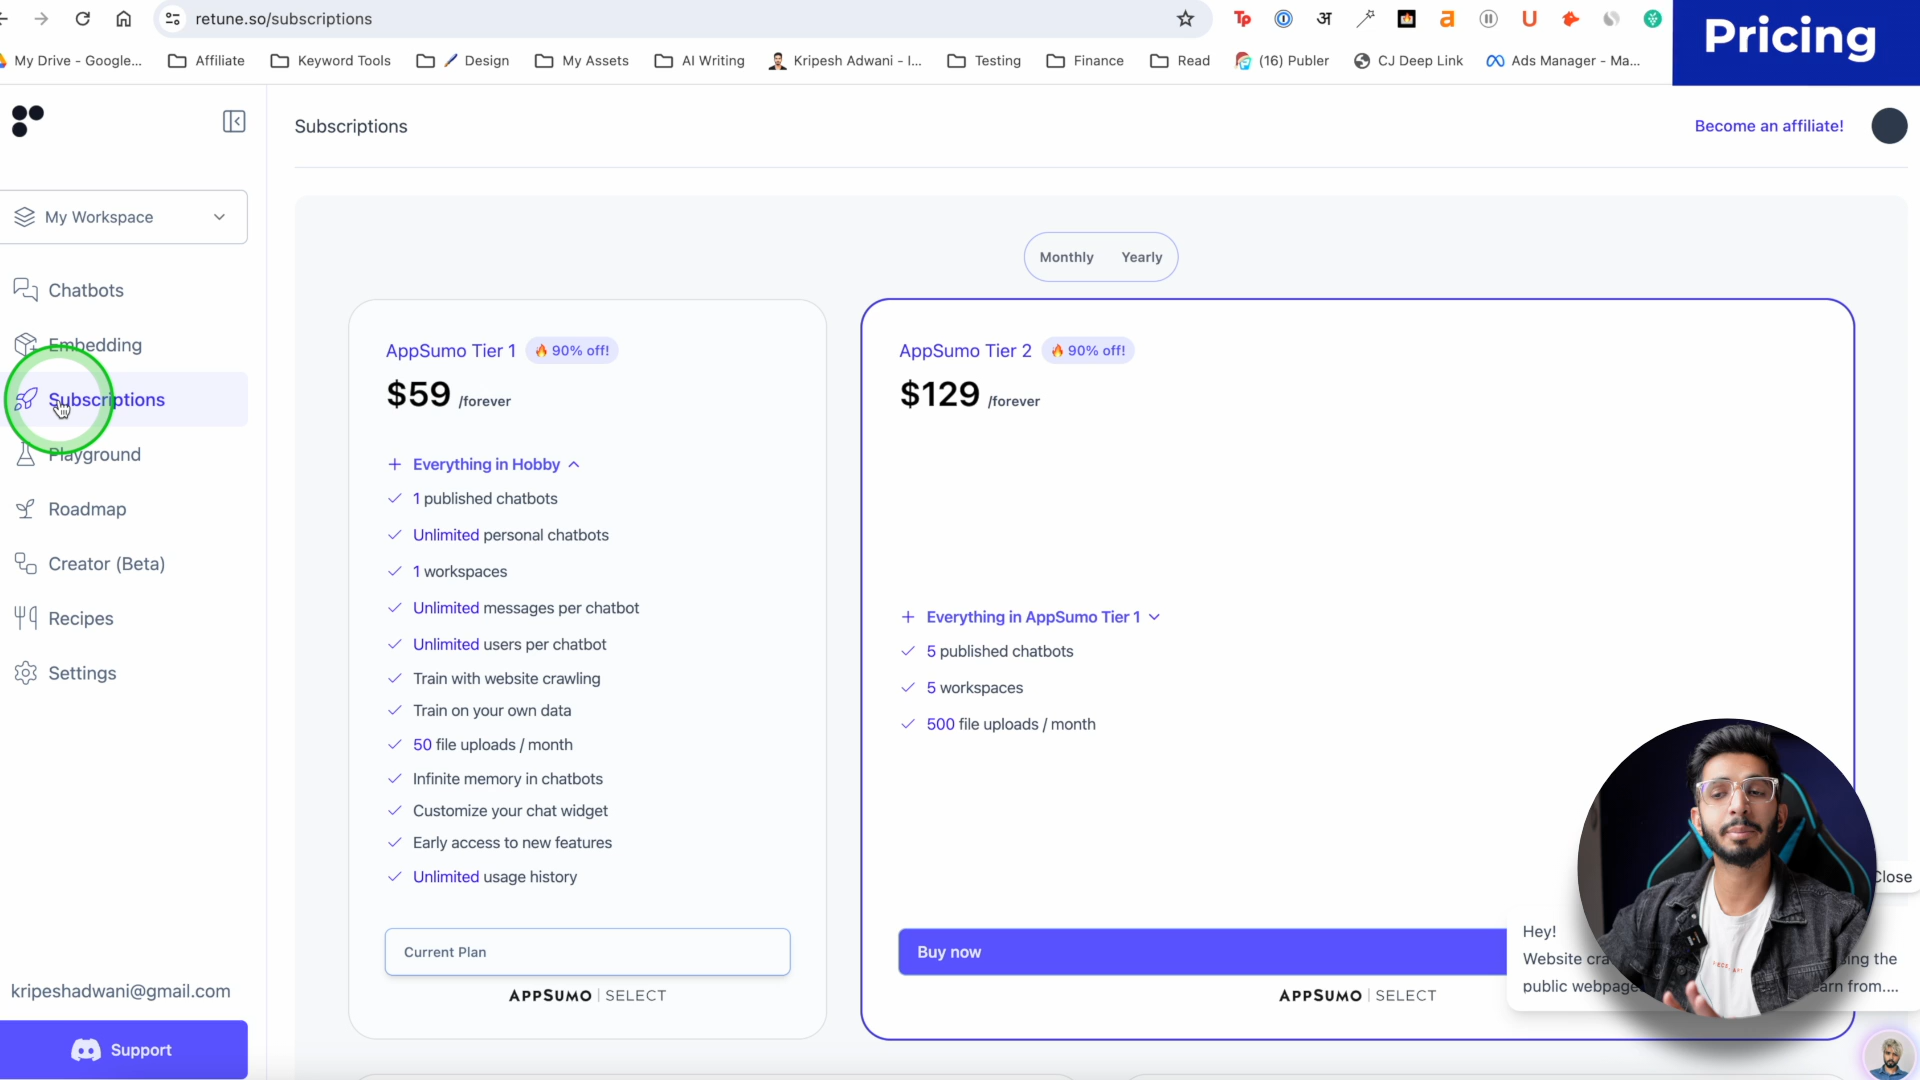 retune.so/subscriptions
Pricing
My Drive - Google...
Affiliate
Keyword Tools
Design
My Assets
AI Writing
Kripesh Adwani - I...
Testing
Finance
Read
(16) Publer
CJ Deep Link
Ads Manager - Ma...
Subscriptions
Become an affiliate!
My Workspace
Chatbots
Embedding
Subscriptions
Playground
Roadmap
Creator (Beta)
Recipes
Settings
kripeshadwani@gmail.com
Support
Monthly
Yearly
AppSumo Tier 1
🔥 90% off!
$59 /forever
Everything in Hobby
1 published chatbots
Unlimited personal chatbots
1 workspaces
Unlimited messages per chatbot
Unlimited users per chatbot
Train with website crawling
Train on your own data
50 file uploads / month
Infinite memory in chatbots
Customize your chat widget
Early access to new features
Unlimited usage history
Current Plan
APPSUMO | SELECT
AppSumo Tier 2
🔥 90% off!
$129 /forever
Everything in AppSumo Tier 1
5 published chatbots
5 workspaces
500 file uploads / month
Buy now
APPSUMO | SELECT
Close
Hey!
Website
the
public
from....